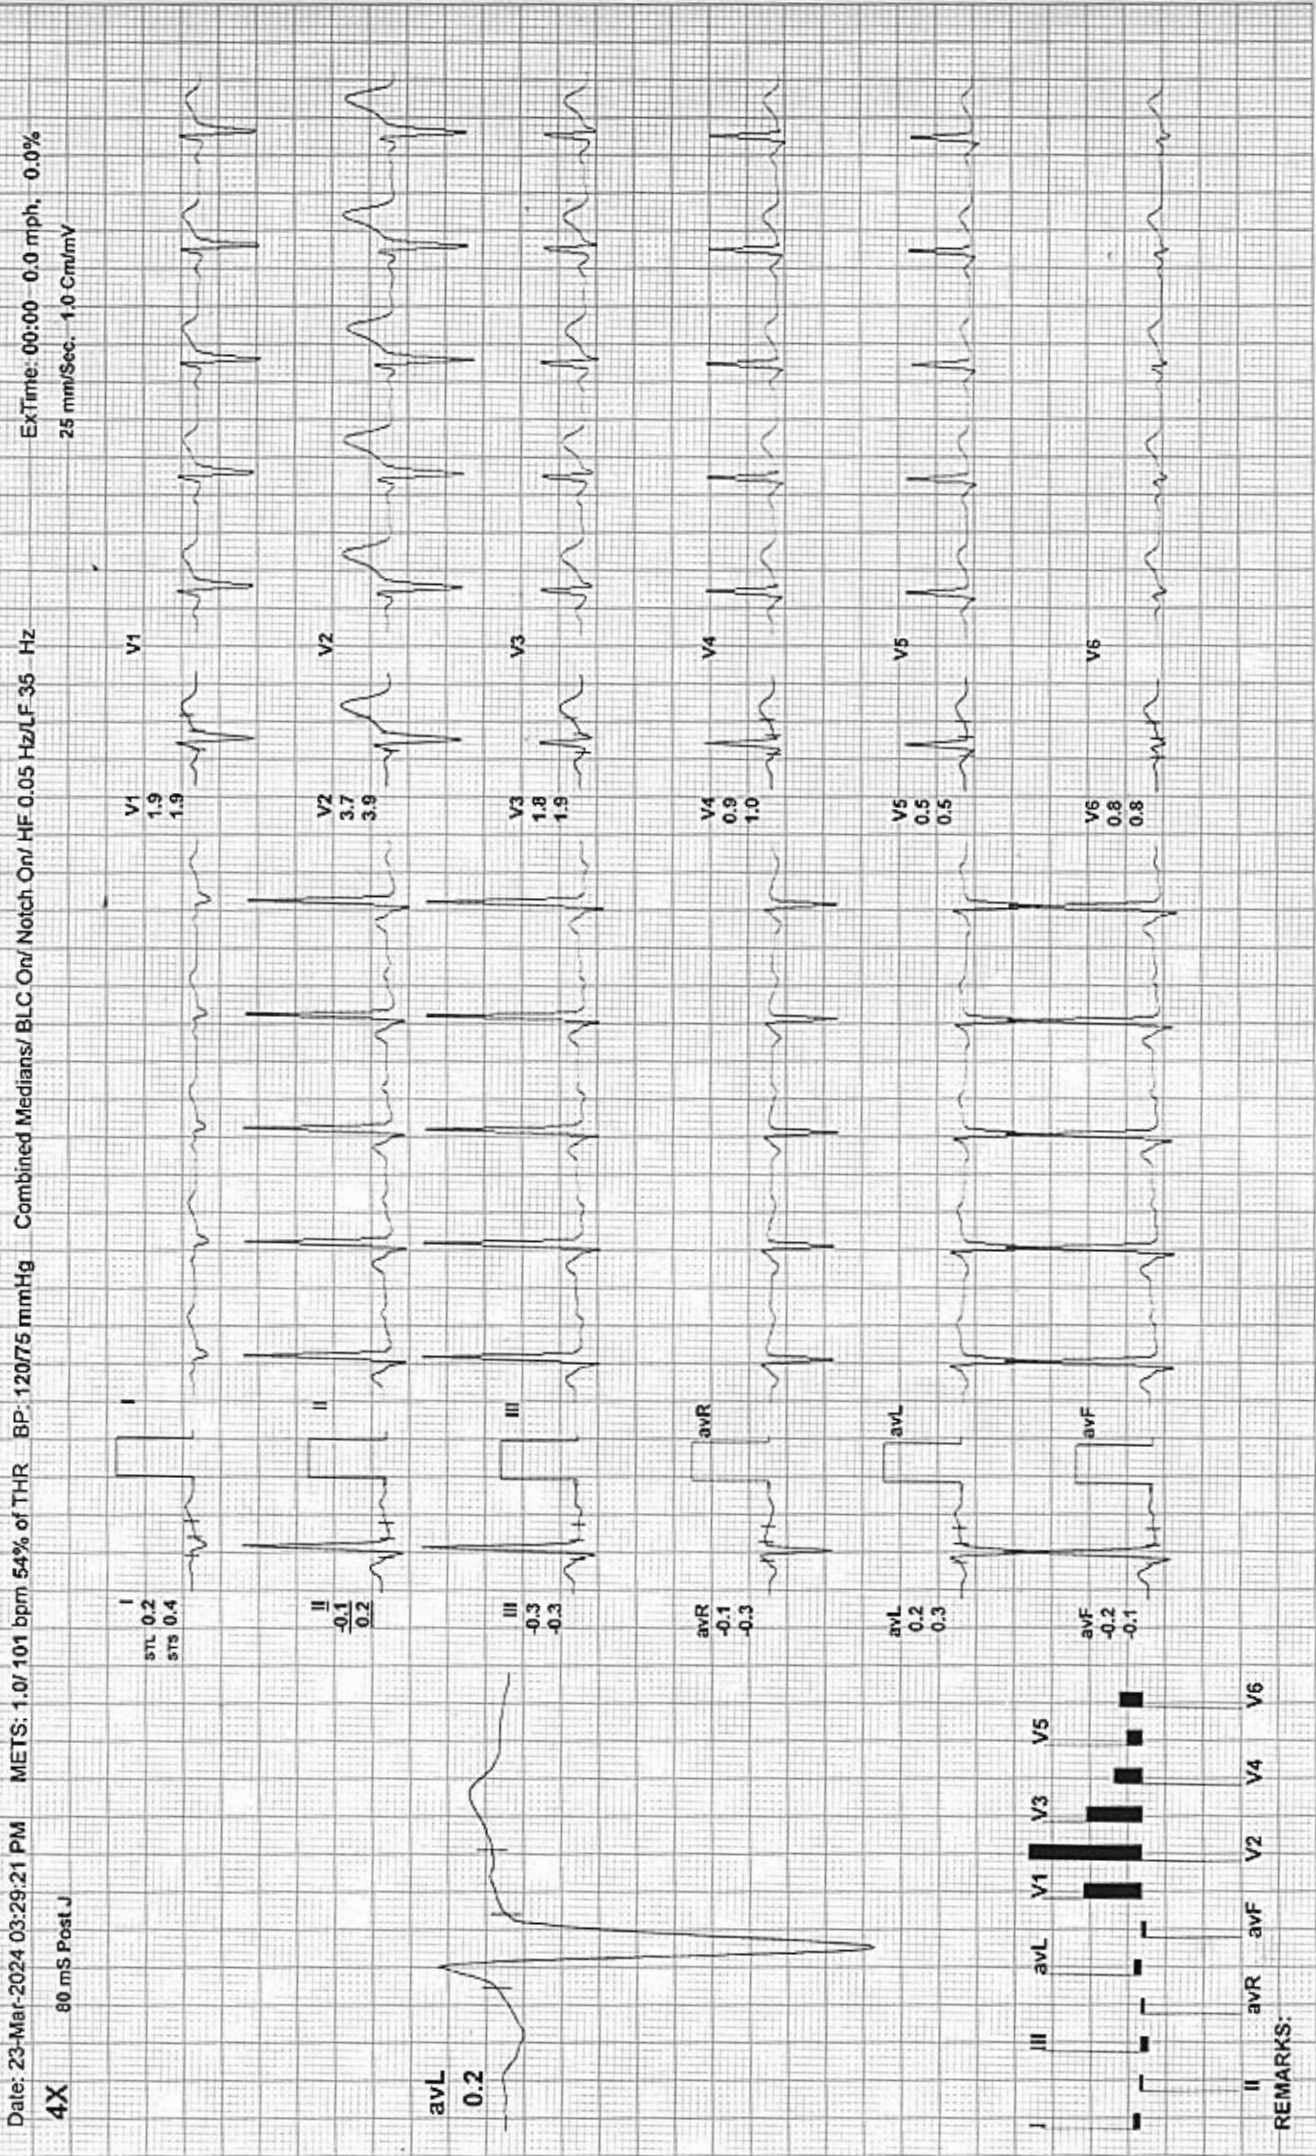 Date: 23-Mar-2024 03:29:21 PM METS: 1.0/ 101 bpm 54% of THR BP: 120/75 mmHg Combined Medians/ BLC On/ Notch On/ HF 0.05 Hz/LF 35 Hz
ExTime: 00:00 0.0 mph, 0.0%
4X
80 mS Post J
25 mm/Sec. 1.0 Cm/mV
I
STL 0.2
STS 0.4
I
V1
1.9
1.9
V1
II
-0.1
0.2
II
V2
3.7
3.9
V2
avL
0.2
III
-0.3
-0.3
III
V3
1.8
1.9
V3
avR
-0.1
-0.3
avR
V4
0.9
1.0
V4
avL
0.2
0.3
avL
V5
0.5
0.5
V5
avF
-0.2
-0.1
avF
V6
0.8
0.8
V6
I III avL V1 V3 V5
II avR avF V2 V4 V6
REMARKS: